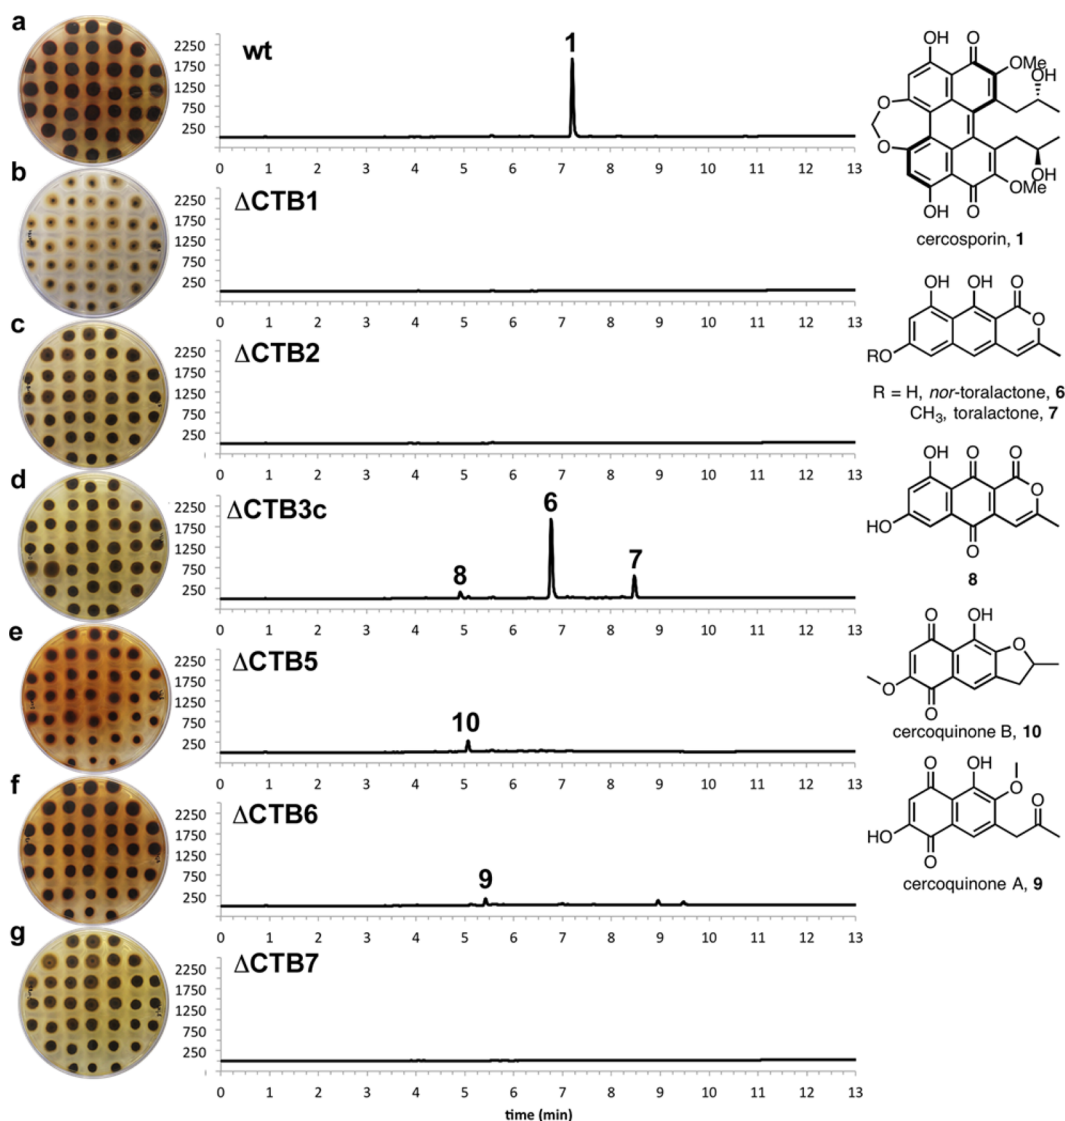 a
wt
1
2250
1750
1250
750
250
0 1 2 3 4 5 6 7 8 9 10 11 12 13
b
ΔCTB1
2250
1750
1250
750
250
0 1 2 3 4 5 6 7 8 9 10 11 12 13
c
ΔCTB2
2250
1750
1250
750
250
0 1 2 3 4 5 6 7 8 9 10 11 12 13
d
ΔCTB3c
8
6
7
2250
1750
1250
750
250
0 1 2 3 4 5 6 7 8 9 10 11 12 13
e
ΔCTB5
10
2250
1750
1250
750
250
0 1 2 3 4 5 6 7 8 9 10 11 12 13
f
ΔCTB6
9
2250
1750
1250
750
250
0 1 2 3 4 5 6 7 8 9 10 11 12 13
g
ΔCTB7
2250
1750
1250
750
250
0 1 2 3 4 5 6 7 8 9 10 11 12 13
time (min)
OH O
OMe
OH
O
O
OH
OMe
OH O
cercosporin, 1
OH OH O
O
RO
R = H, nor-toralactone, 6
CH3, toralactone, 7
OH O O
O
HO
O
8
O OH
O
O
O
cercoquinone B, 10
O OH
O
O
HO
O
cercoquinone A, 9